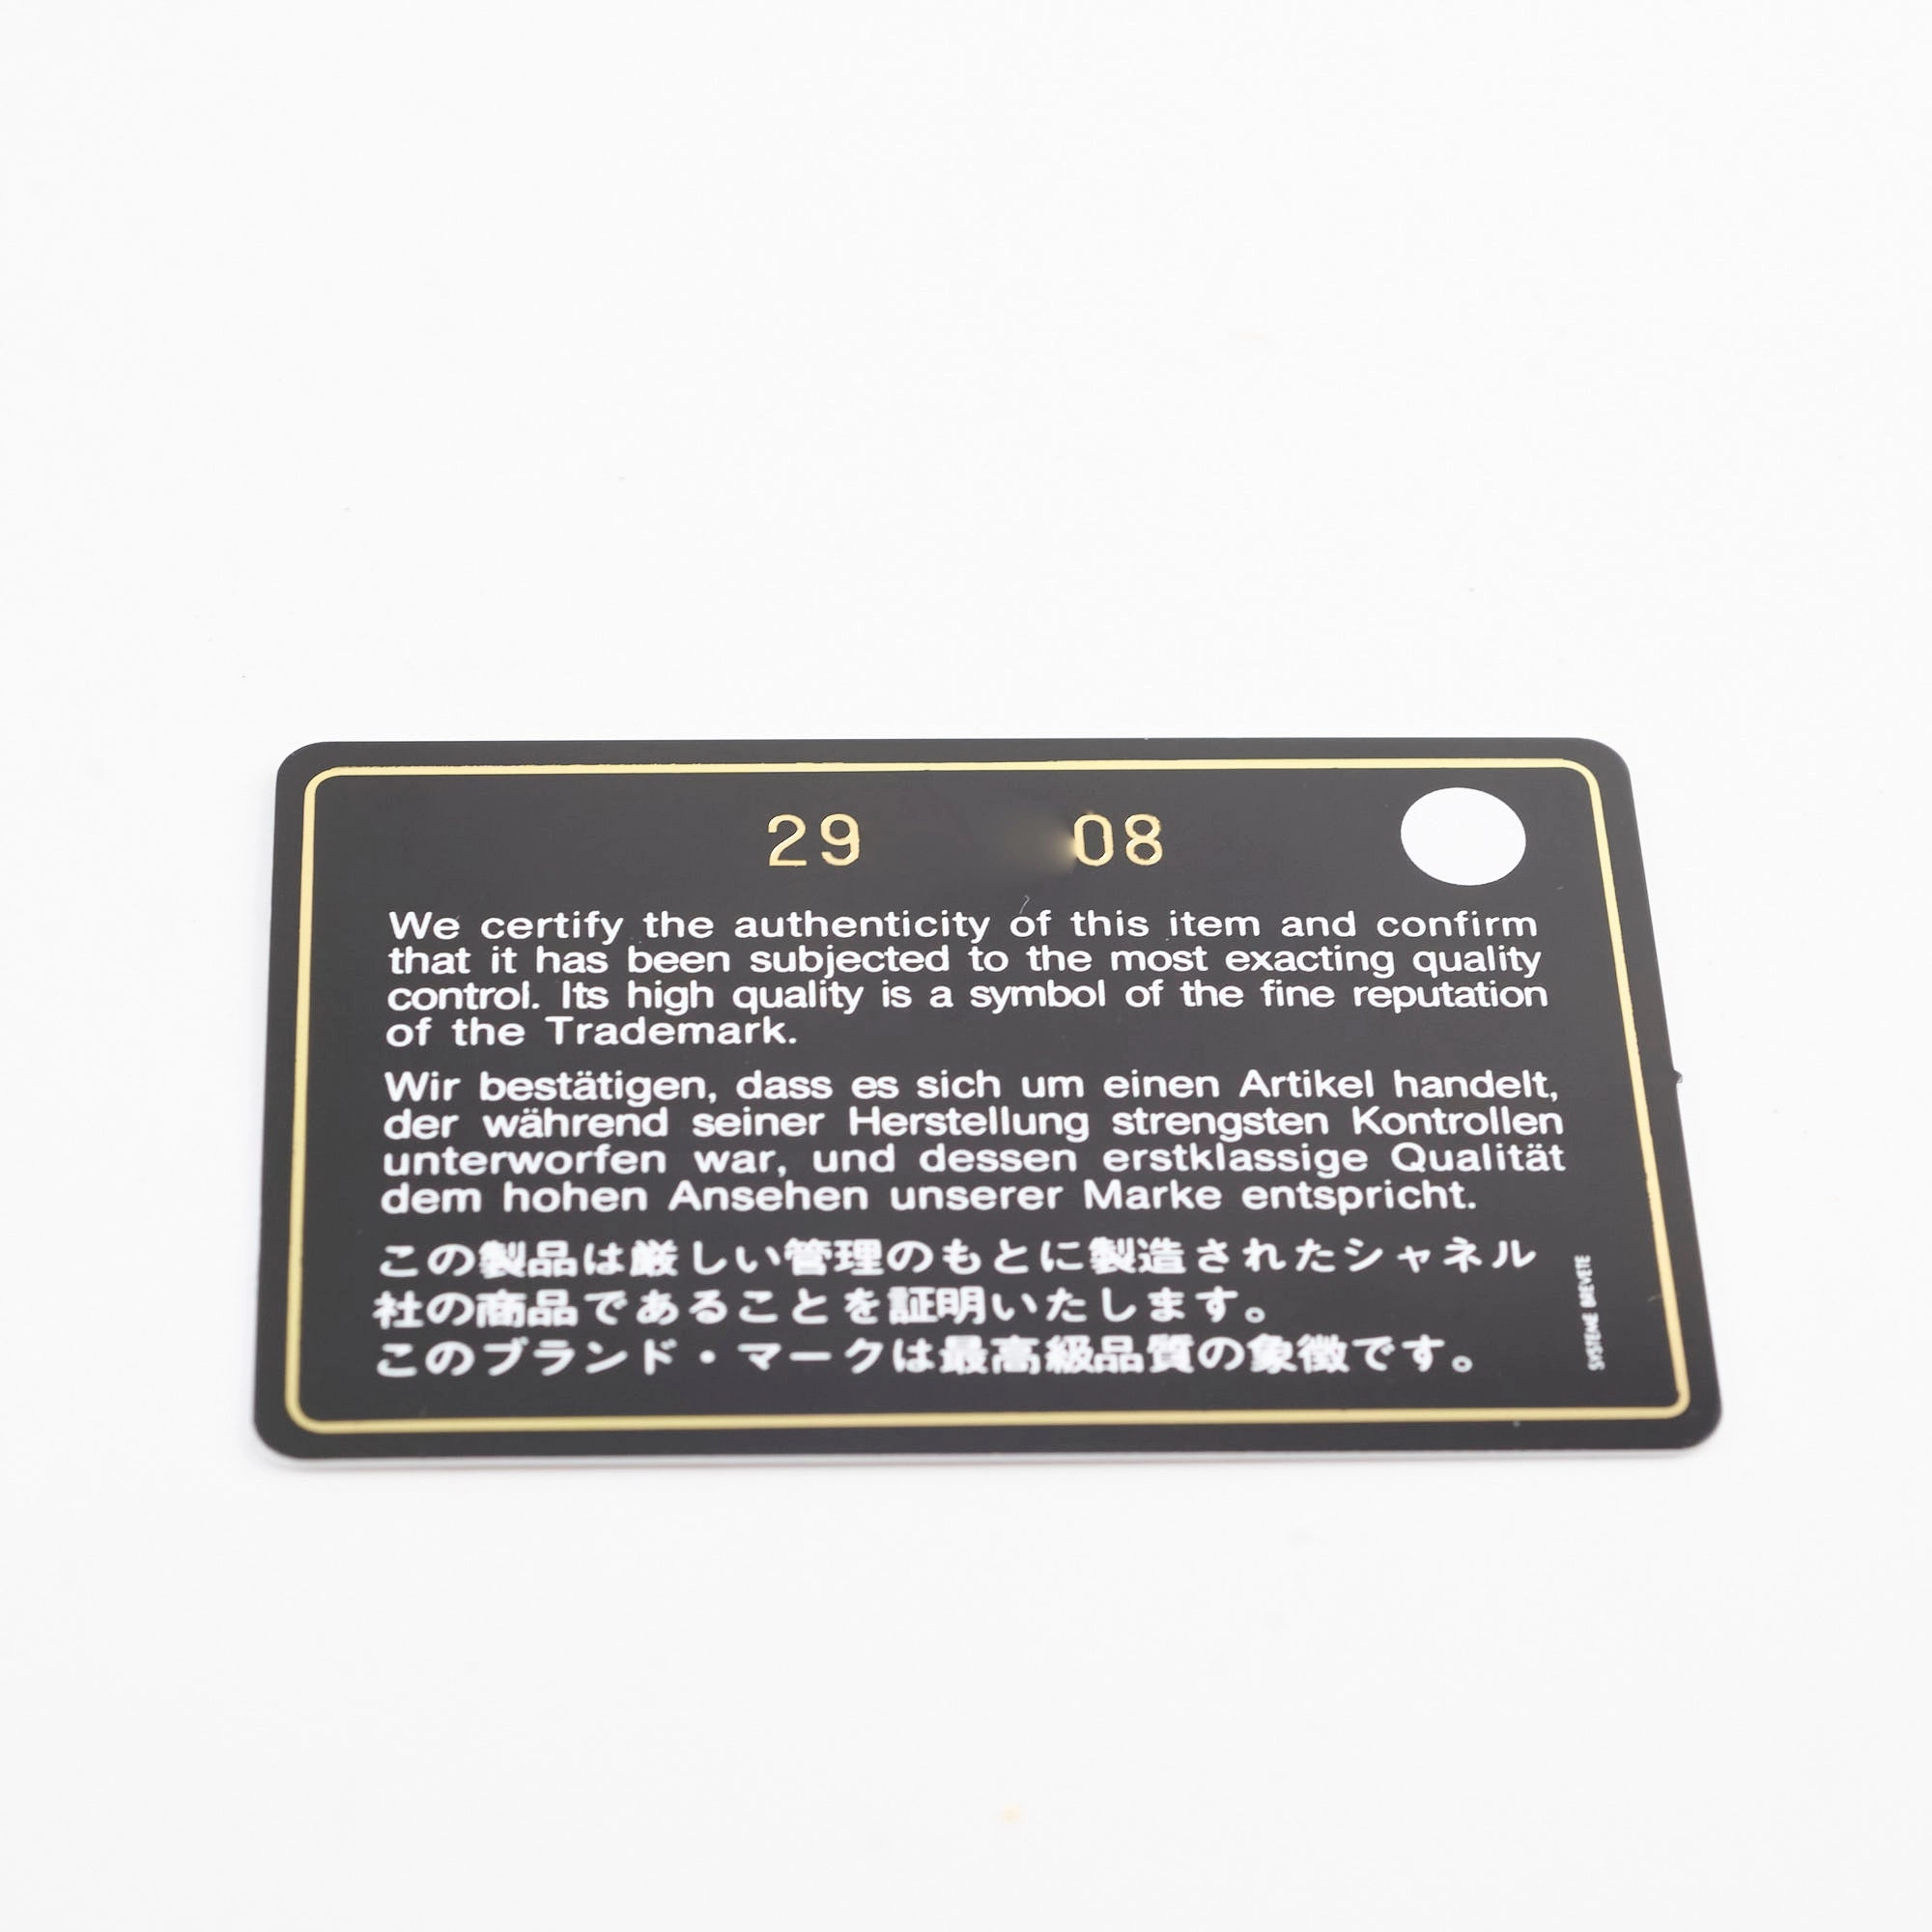 29 08
We certify the authenticity of this item and confirm
that it has been subjected to the most exacting quality
control. Its high quality is a symbol of the fine reputation
of the Trademark.
Wir bestätigen, dass es sich um einen Artikel handelt,
der während seiner Herstellung strengsten Kontrollen
unterworfen war, und dessen erstklassige Qualität
dem hohen Ansehen unserer Marke entspricht.
この製品は厳しい管理のもとに製造されたシャネル
社の商品であることを証明いたします。
このブランド・マークは最高級品質の象徴です。
SYSTEME BREVETE